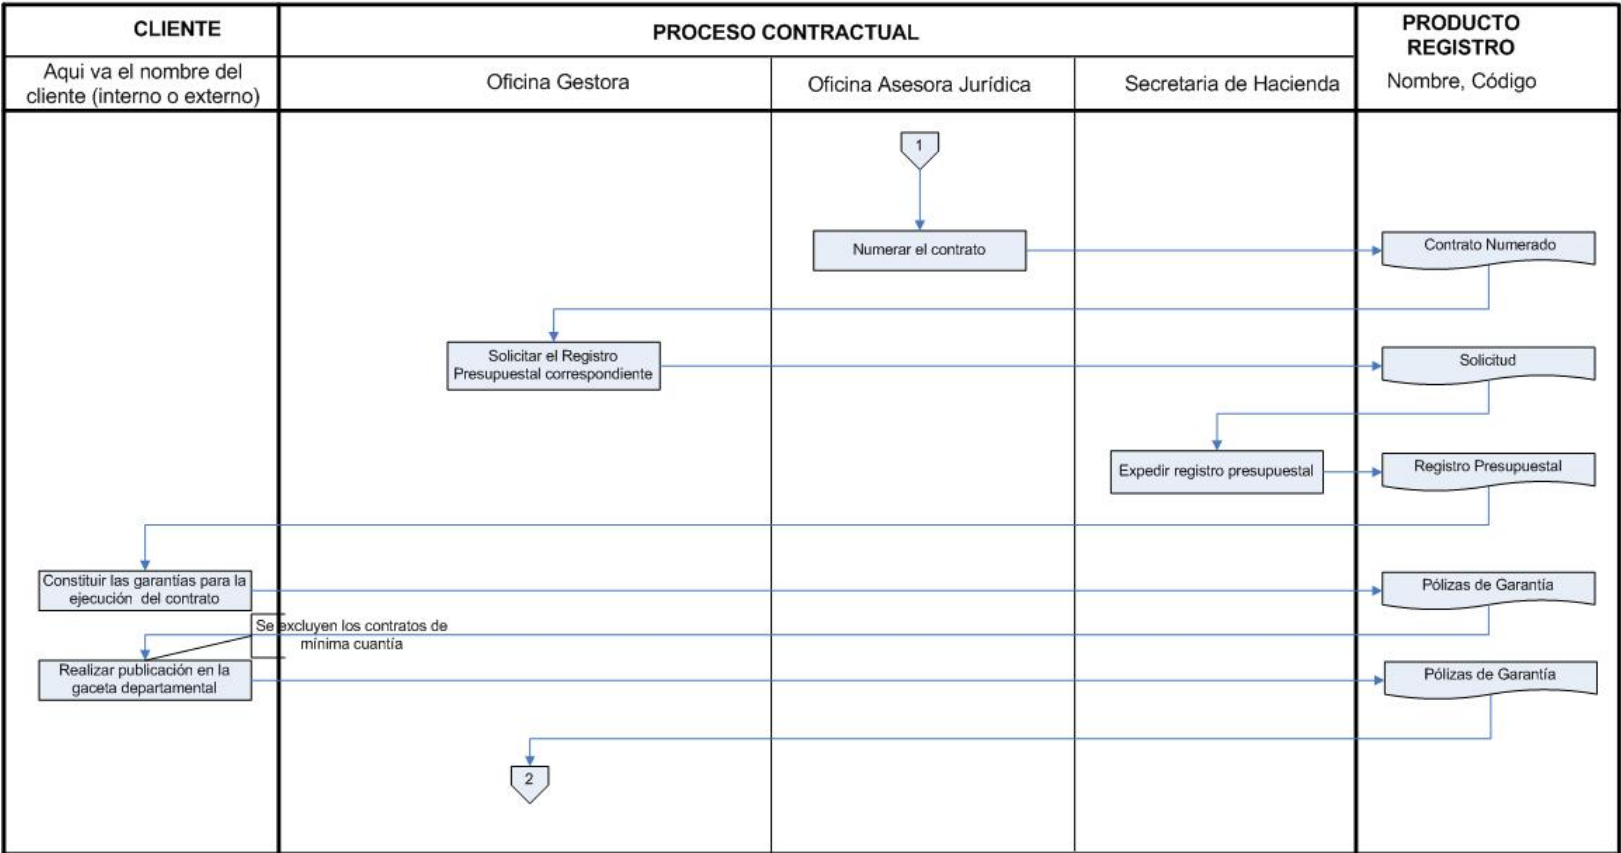 CLIENTE
PROCESO CONTRACTUAL
PRODUCTO
REGISTRO
Aqui va el nombre del
cliente (interno o externo)
Oficina Gestora
Oficina Asesora Jurídica
Secretaria de Hacienda
Nombre, Código
1
Numerar el contrato
Contrato Numerado
Solicitar el Registro
Presupuestal correspondiente
Solicitud
Expedir registro presupuestal
Registro Presupuestal
Constituir las garantías para la
ejecución del contrato
Pólizas de Garantía
Se excluyen los contratos de
mínima cuantía
Realizar publicación en la
gaceta departamental
Pólizas de Garantía
2